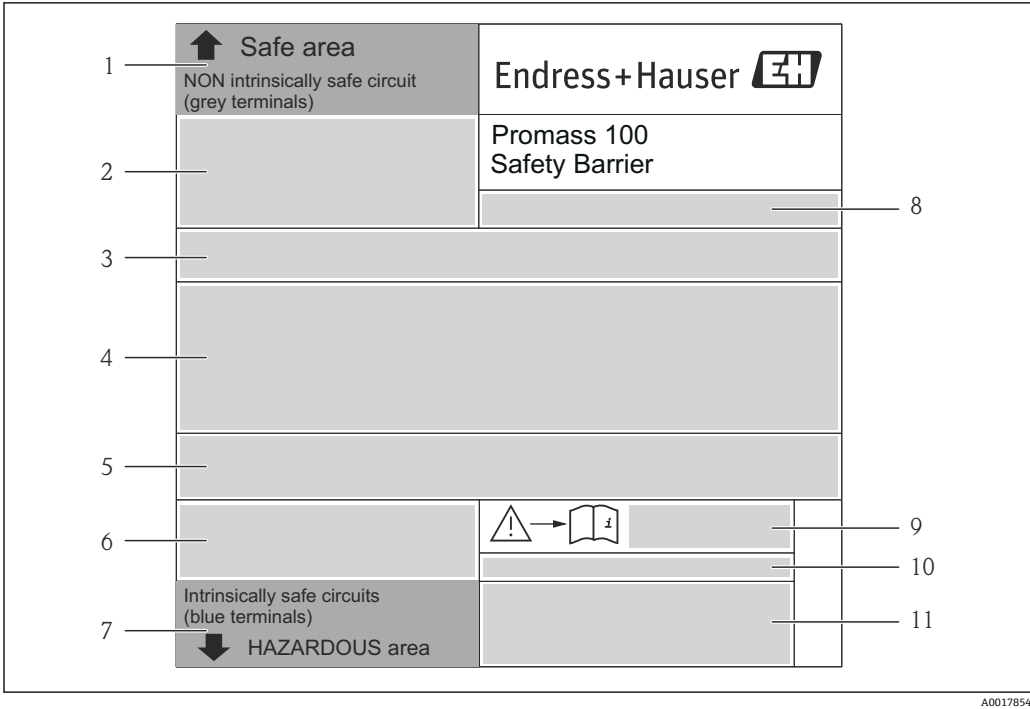 Safe area
NON intrinsically safe circuit
(grey terminals)
Endress+Hauser EH
Promass 100
Safety Barrier
1
2
3
4
5
6
7
8
9
10
11
i
Intrinsically safe circuits
(blue terminals)
HAZARDOUS area
A0017854